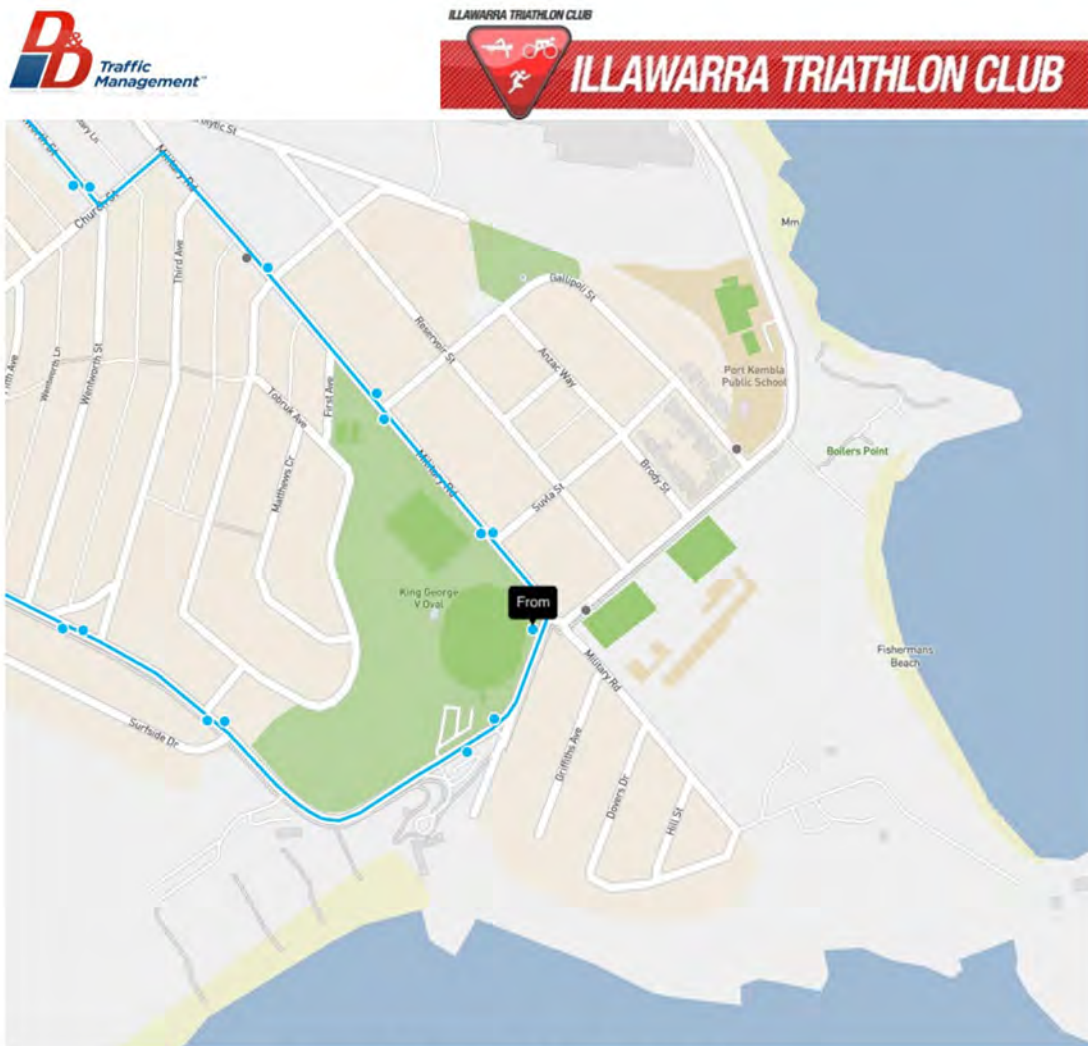 ILLAWARRA TRIATHLON CLUB
D&D Traffic
Management
ILLAWARRA TRIATHLON CLUB
Military Rd
Church St
Third Ave
Mm
Gallipoli St
Reservoir St
Anzac Way
Port Kembla
Public School
Wentworth Ln
Wentworth St
First Ave
Tobruk Ave
Matthews Cr
Military Rd
Suvla St
Brody St
Boilers Point
King George
V Oval
From
Fishermans
Beach
Military Rd
Surfside Dr
Griffiths Ave
Dovers Dr
Hill St